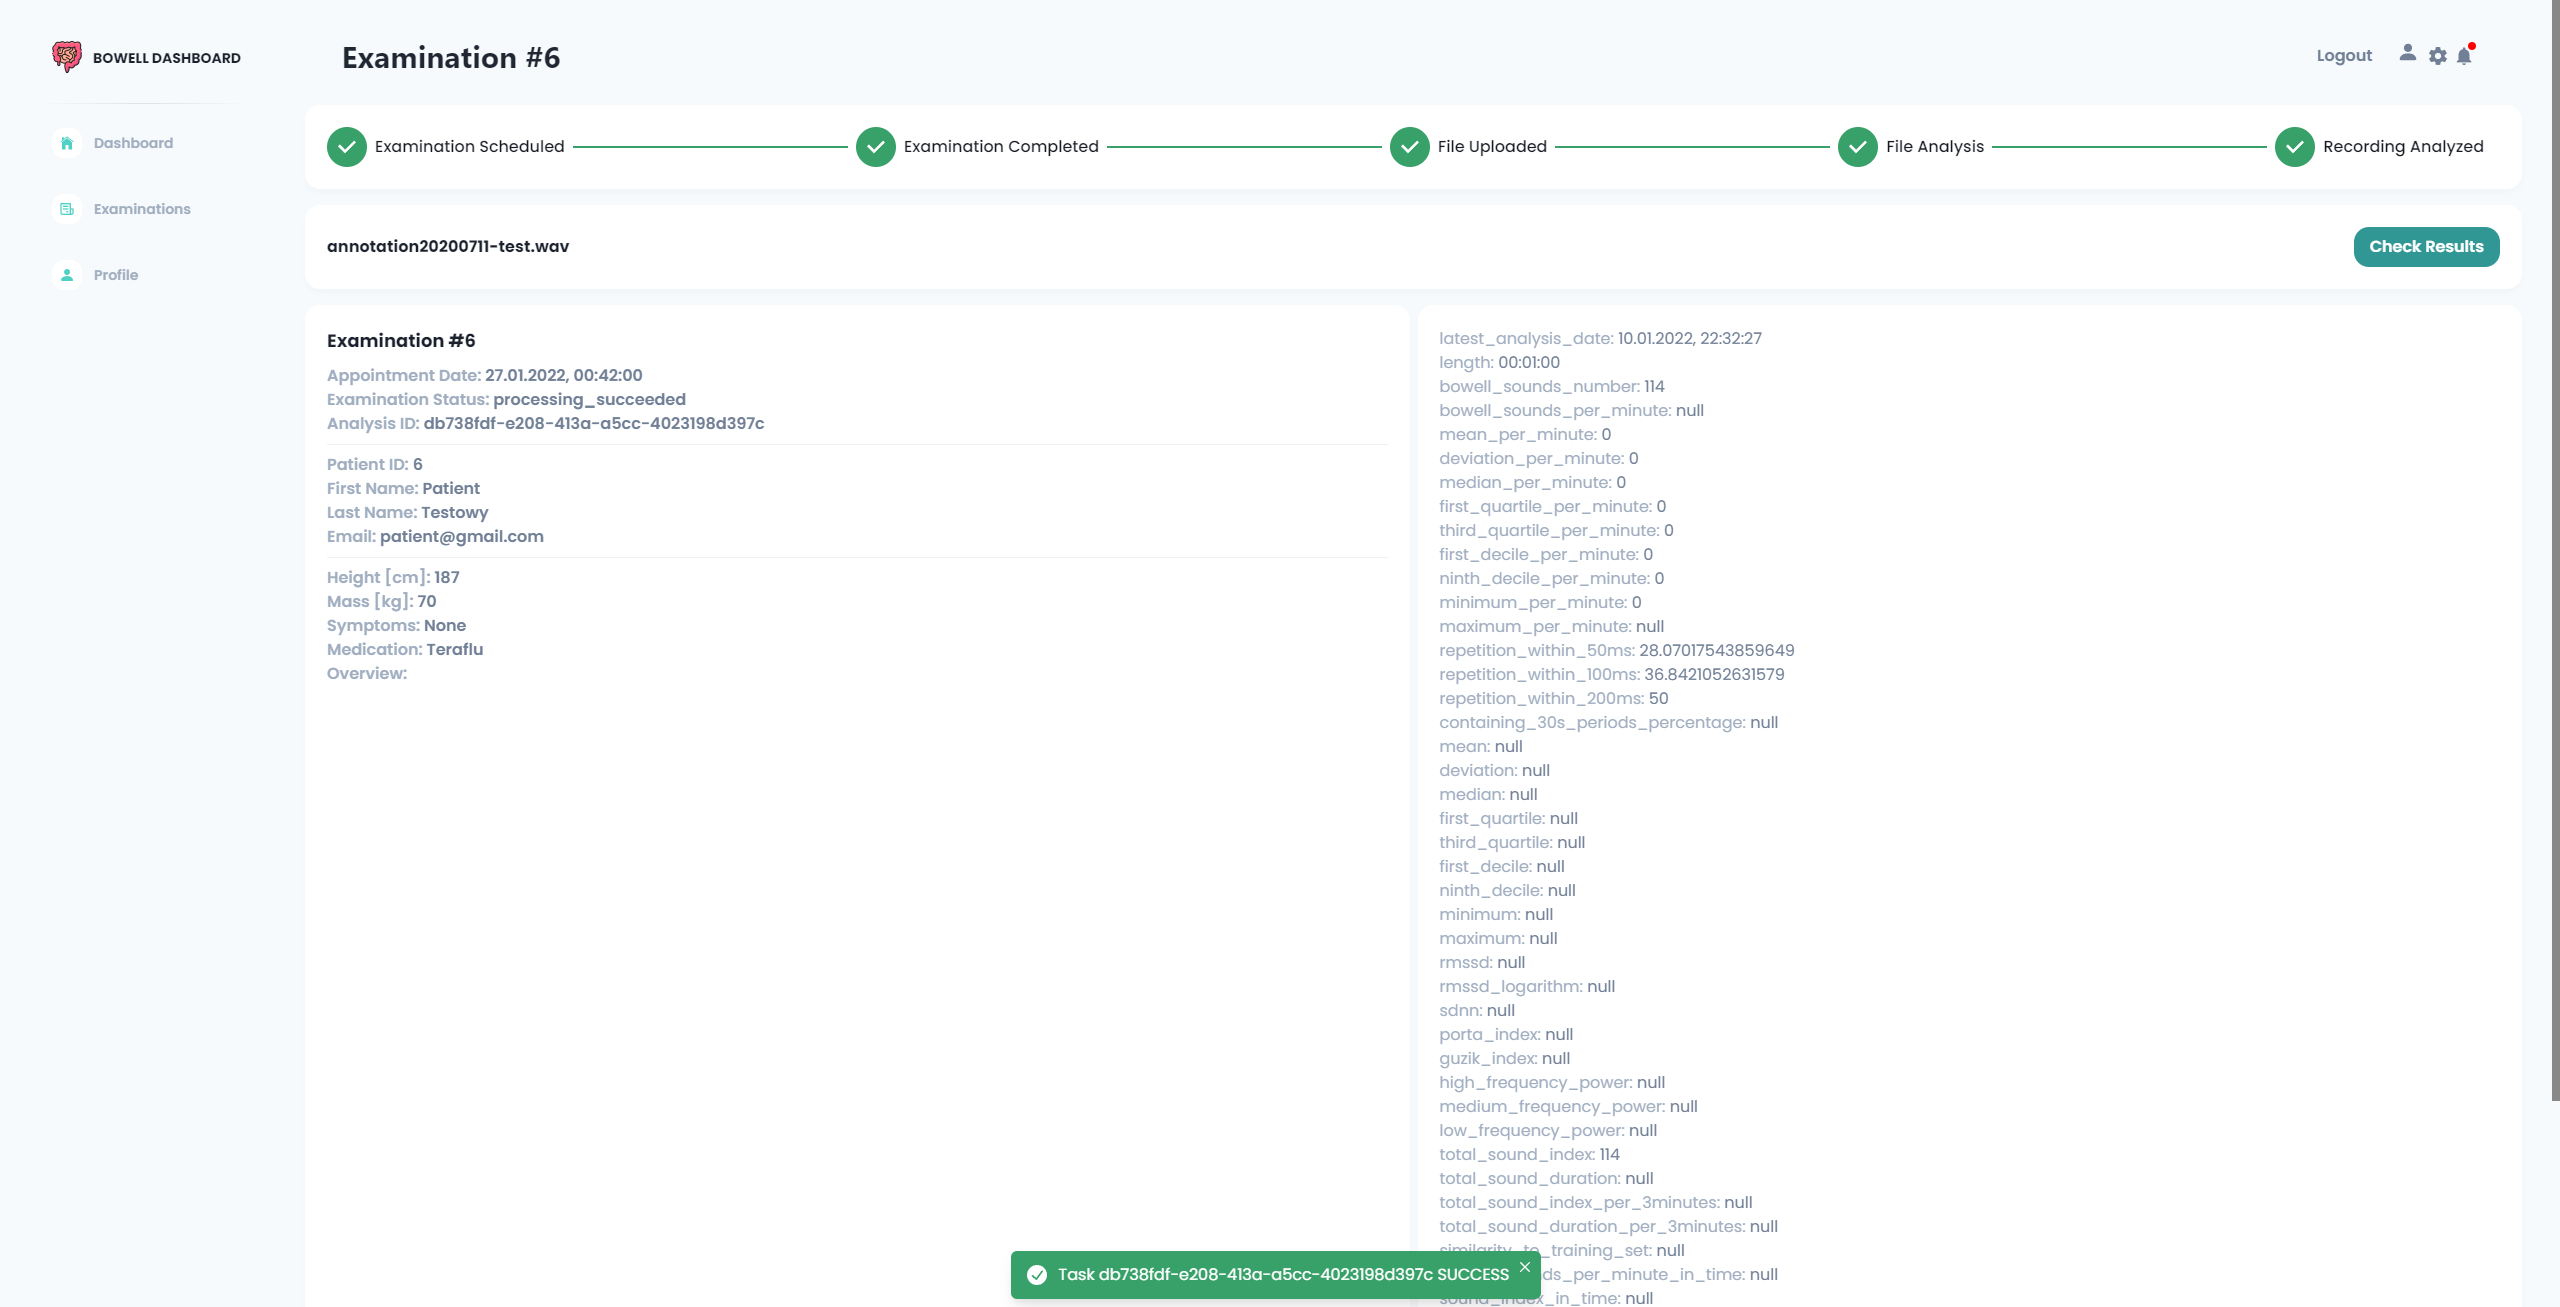 BOWELL DASHBOARD
Dashboard
Examinations
Profile
Examination #6
Logout
Examination Scheduled
Examination Completed
File Uploaded
File Analysis
Recording Analyzed
annotation20200711-test.wav
Check Results
Examination #6
Appointment Date: 27.01.2022, 00:42:00
Examination Status: processing_succeeded
Analysis ID: db738fdf-e208-413a-a5cc-4023198d397c
Patient ID: 6
First Name: Patient
Last Name: Testowy
Email: patient@gmail.com
Height [cm]: 187
Mass [kg]: 70
Symptoms: None
Medication: Teraflu
Overview:
latest_analysis_date: 10.01.2022, 22:32:27
length: 00:01:00
bowell_sounds_number: 114
bowell_sounds_per_minute: null
mean_per_minute: 0
deviation_per_minute: 0
median_per_minute: 0
first_quartile_per_minute: 0
third_quartile_per_minute: 0
first_decile_per_minute: 0
ninth_decile_per_minute: 0
minimum_per_minute: 0
maximum_per_minute: null
repetition_within_50ms: 28.07017543859649
repetition_within_100ms: 36.8421052631579
repetition_within_200ms: 50
containing_30s_periods_percentage: null
mean: null
deviation: null
median: null
first_quartile: null
third_quartile: null
first_decile: null
ninth_decile: null
minimum: null
maximum: null
rmssd: null
rmssd_logarithm: null
sdnn: null
porta_index: null
guzik_index: null
high_frequency_power: null
medium_frequency_power: null
low_frequency_power: null
total_sound_index: 114
total_sound_duration: null
total_sound_index_per_3minutes: null
total_sound_duration_per_3minutes: null
similarity_to_training_set: null
ds_per_minute_in_time: null
sound_index_in_time: null
Task db738fdf-e208-413a-a5cc-4023198d397c SUCCESS